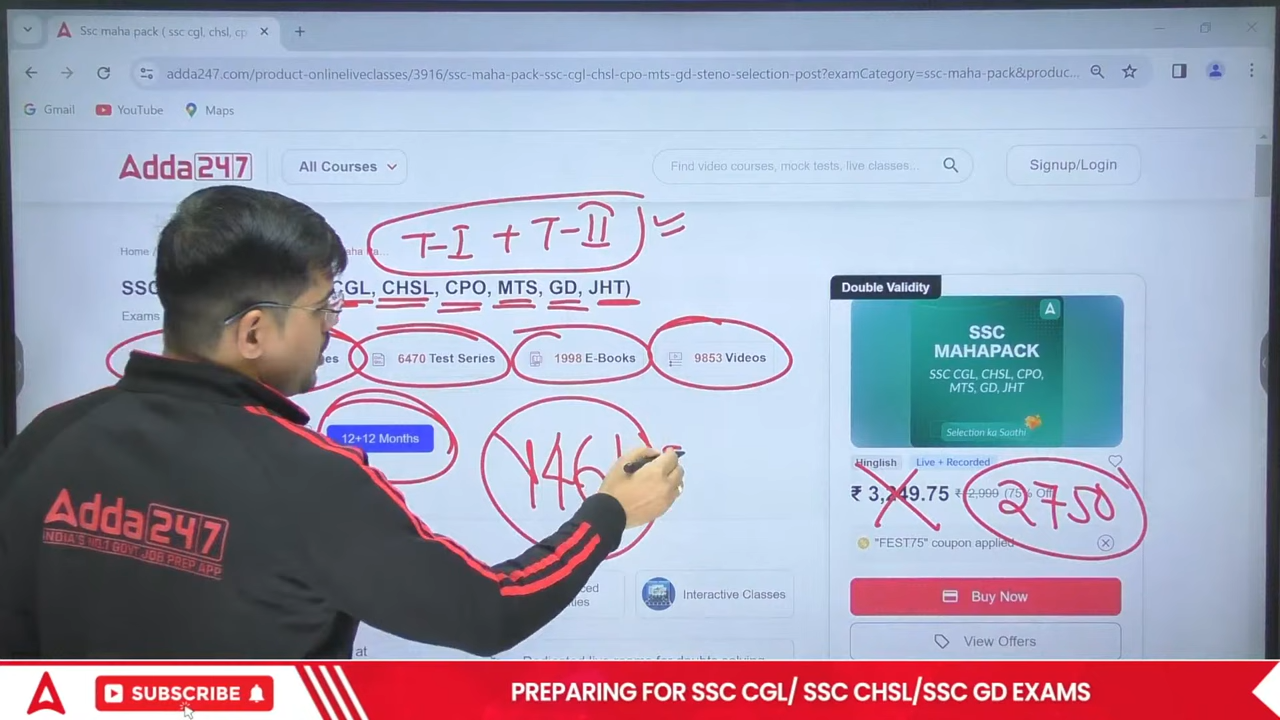 Ssc maha pack ( ssc cgl, chsl, cp
adda247.com/product-onlineliveclasses/3916/ssc-maha-pack-ssc-cgl-chsl-cpo-mts-gd-steno-selection-post?examCategory=ssc-maha-pack&produc...
Gmail YouTube Maps
Adda247 All Courses Find video courses, mock tests, live classes... Signup/Login
T-I + T-II
Home /
SSC CGL, CHSL, CPO, MTS, GD, JHT)
Exams
6470 Test Series 1998 E-Books 9853 Videos
12+12 Months
Y46
Interactive Classes
at
Double Validity
SSC
MAHAPACK
SSC CGL, CHSL, CPO,
MTS, GD, JHT
Selection ka Saathi
Hinglish Live + Recorded
₹ 3,249.75 ₹12,999 (75% Off)
2750
"FEST75" coupon applied
Buy Now
View Offers
Adda247
INDIA'S NO.1 GOVT JOB PREP APP
SUBSCRIBE
PREPARING FOR SSC CGL/ SSC CHSL/SSC GD EXAMS